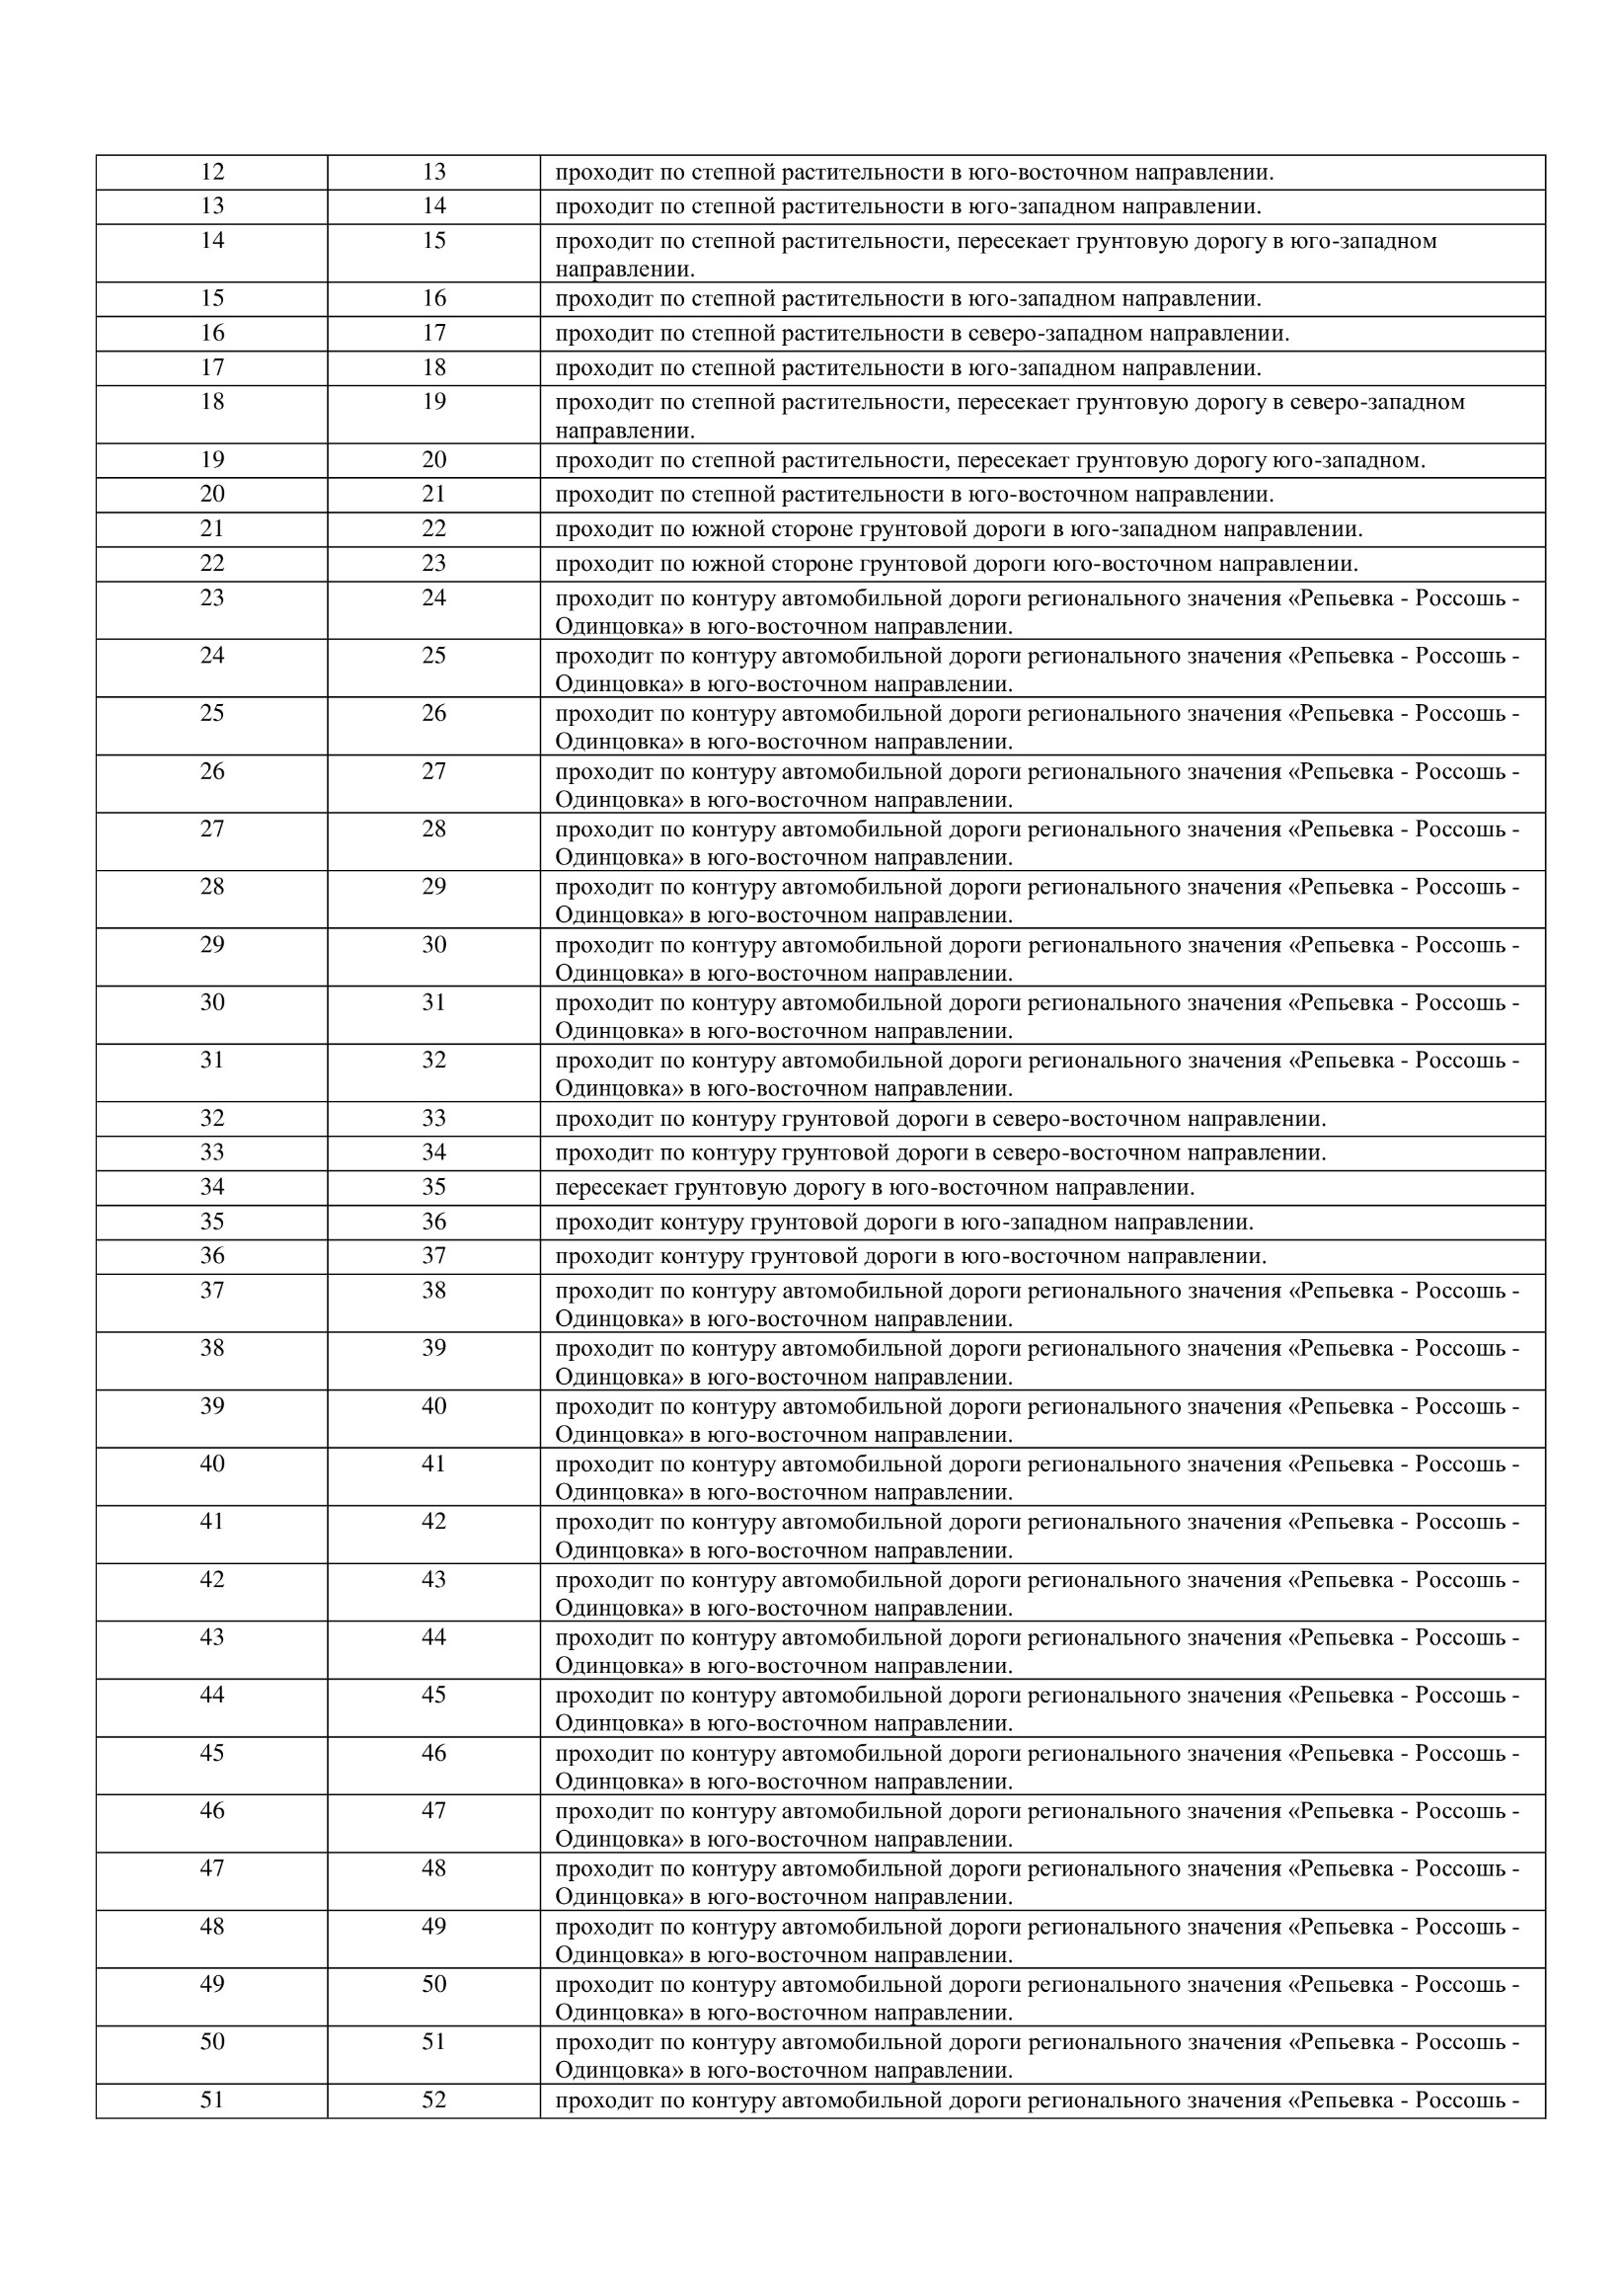 12 13 проходит по степной растительности в юго-восточном направлении.
13 14 проходит по степной растительности в юго-западном направлении.
14 15 проходит по степной растительности, пересекает грунтовую дорогу в юго-западном
направлении.
15 16 проходит по степной растительности в юго-западном направлении.
16 17 проходит по степной растительности в северо-западном направлении.
17 18 проходит по степной растительности в юго-западном направлении.
18 19 проходит по степной растительности, пересекает грунтовую дорогу в северо-западном
направлении.
19 20 проходит по степной растительности, пересекает грунтовую дорогу юго-западном.
20 21 проходит по степной растительности в юго-восточном направлении.
21 22 проходит по южной стороне грунтовой дороги в юго-западном направлении.
22 23 проходит по южной стороне грунтовой дороги юго-восточном направлении.
23 24 проходит по контуру автомобильной дороги регионального значения «Репьевка - Россошь -
Одинцовка» в юго-восточном направлении.
24 25 проходит по контуру автомобильной дороги регионального значения «Репьевка - Россошь -
Одинцовка» в юго-восточном направлении.
25 26 проходит по контуру автомобильной дороги регионального значения «Репьевка - Россошь -
Одинцовка» в юго-восточном направлении.
26 27 проходит по контуру автомобильной дороги регионального значения «Репьевка - Россошь -
Одинцовка» в юго-восточном направлении.
27 28 проходит по контуру автомобильной дороги регионального значения «Репьевка - Россошь -
Одинцовка» в юго-восточном направлении.
28 29 проходит по контуру автомобильной дороги регионального значения «Репьевка - Россошь -
Одинцовка» в юго-восточном направлении.
29 30 проходит по контуру автомобильной дороги регионального значения «Репьевка - Россошь -
Одинцовка» в юго-восточном направлении.
30 31 проходит по контуру автомобильной дороги регионального значения «Репьевка - Россошь -
Одинцовка» в юго-восточном направлении.
31 32 проходит по контуру автомобильной дороги регионального значения «Репьевка - Россошь -
Одинцовка» в юго-восточном направлении.
32 33 проходит по контуру грунтовой дороги в северо-восточном направлении.
33 34 проходит по контуру грунтовой дороги в северо-восточном направлении.
34 35 пересекает грунтовую дорогу в юго-восточном направлении.
35 36 проходит контуру грунтовой дороги в юго-западном направлении.
36 37 проходит контуру грунтовой дороги в юго-восточном направлении.
37 38 проходит по контуру автомобильной дороги регионального значения «Репьевка - Россошь -
Одинцовка» в юго-восточном направлении.
38 39 проходит по контуру автомобильной дороги регионального значения «Репьевка - Россошь -
Одинцовка» в юго-восточном направлении.
39 40 проходит по контуру автомобильной дороги регионального значения «Репьевка - Россошь -
Одинцовка» в юго-восточном направлении.
40 41 проходит по контуру автомобильной дороги регионального значения «Репьевка - Россошь -
Одинцовка» в юго-восточном направлении.
41 42 проходит по контуру автомобильной дороги регионального значения «Репьевка - Россошь -
Одинцовка» в юго-восточном направлении.
42 43 проходит по контуру автомобильной дороги регионального значения «Репьевка - Россошь -
Одинцовка» в юго-восточном направлении.
43 44 проходит по контуру автомобильной дороги регионального значения «Репьевка - Россошь -
Одинцовка» в юго-восточном направлении.
44 45 проходит по контуру автомобильной дороги регионального значения «Репьевка - Россошь -
Одинцовка» в юго-восточном направлении.
45 46 проходит по контуру автомобильной дороги регионального значения «Репьевка - Россошь -
Одинцовка» в юго-восточном направлении.
46 47 проходит по контуру автомобильной дороги регионального значения «Репьевка - Россошь -
Одинцовка» в юго-восточном направлении.
47 48 проходит по контуру автомобильной дороги регионального значения «Репьевка - Россошь -
Одинцовка» в юго-восточном направлении.
48 49 проходит по контуру автомобильной дороги регионального значения «Репьевка - Россошь -
Одинцовка» в юго-восточном направлении.
49 50 проходит по контуру автомобильной дороги регионального значения «Репьевка - Россошь -
Одинцовка» в юго-восточном направлении.
50 51 проходит по контуру автомобильной дороги регионального значения «Репьевка - Россошь -
Одинцовка» в юго-восточном направлении.
51 52 проходит по контуру автомобильной дороги регионального значения «Репьевка - Россошь -